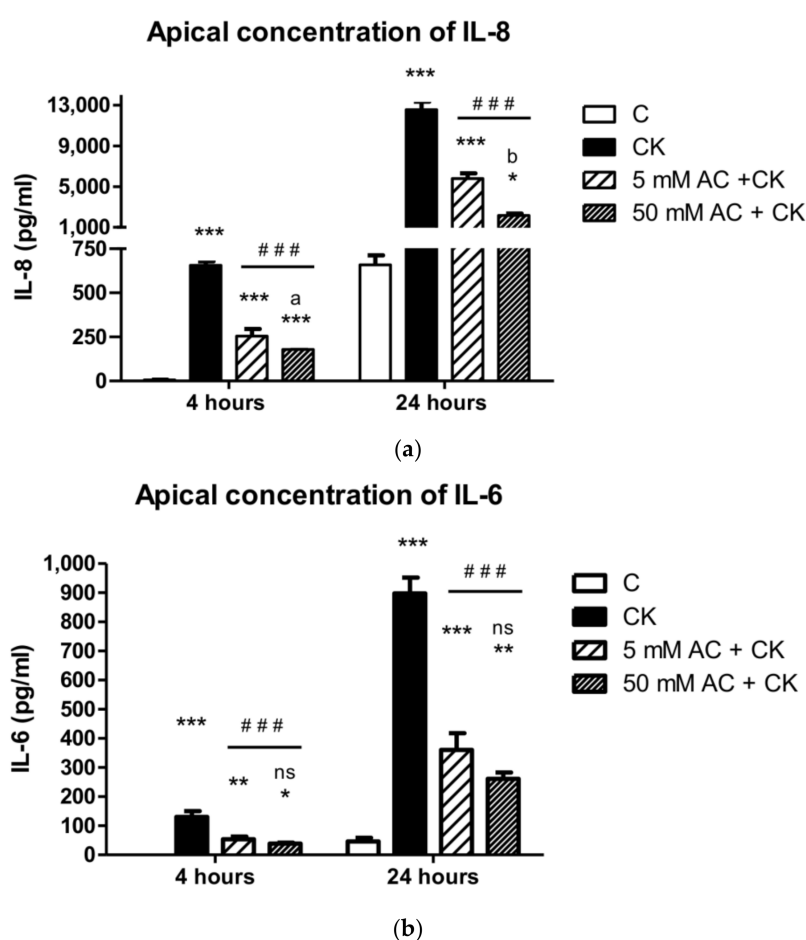 Apical concentration of IL-8
***
13,000
# # #
C
9,000
***
b
CK
5,000
*
5 mM AC +CK
1,000
50 mM AC + CK
IL-8 (pg/ml)
750
***
# # #
500
***
a
***
250
0
4 hours
24 hours
(a)
Apical concentration of IL-6
1,000
***
# # #
C
900
CK
800
***
ns
**
5 mM AC + CK
700
50 mM AC + CK
600
IL-6 (pg/ml)
500
***
# # #
400
300
**
ns
*
200
100
0
4 hours
24 hours
(b)